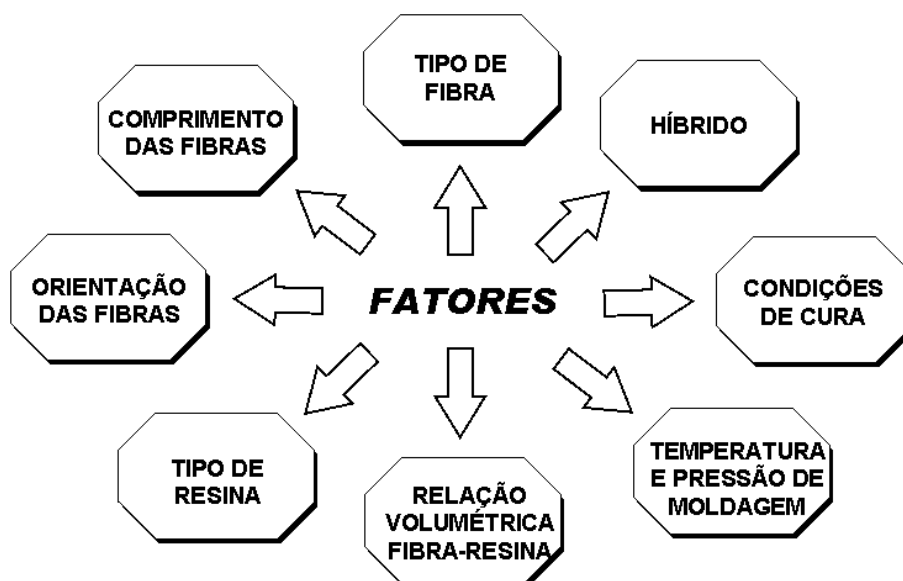 TIPO DE
FIBRA
COMPRIMENTO
DAS FIBRAS
HÍBRIDO
ORIENTAÇÃO
DAS FIBRAS
FATORES
CONDIÇÕES
DE CURA
TIPO DE
RESINA
RELAÇÃO
VOLUMÉTRICA
FIBRA-RESINA
TEMPERATURA
E PRESSÃO DE
MOLDAGEM